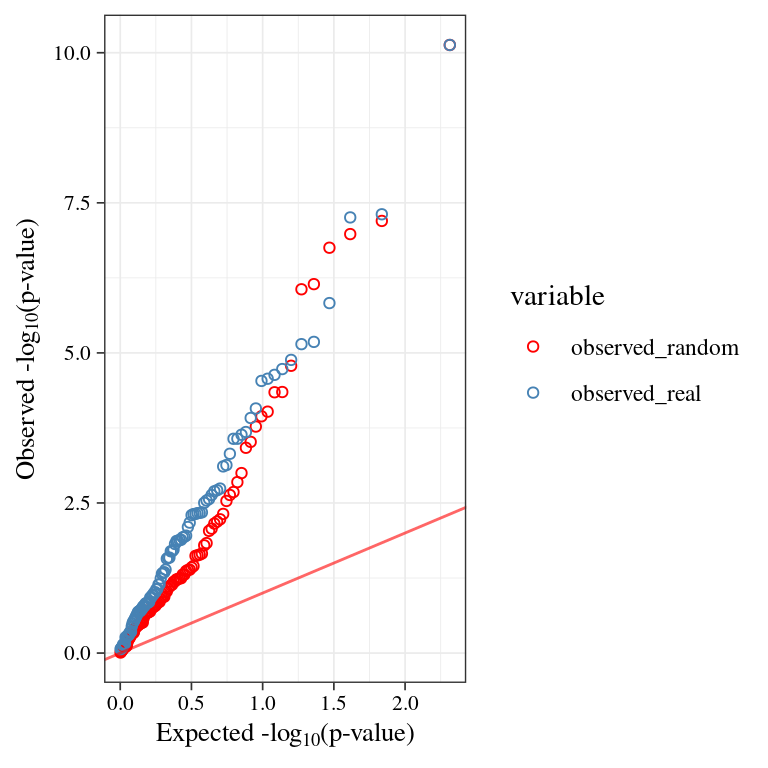 10.0
7.5
5.0
2.5
0.0
Observed -log10(p-value)
0.0 0.5 1.0 1.5 2.0
Expected -log10(p-value)
variable
observed_random
observed_real